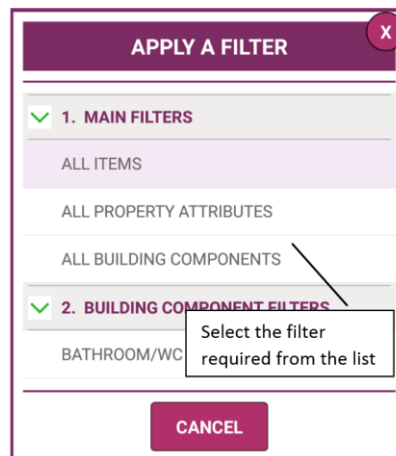 APPLY A FILTER
X
1. MAIN FILTERS
ALL ITEMS
ALL PROPERTY ATTRIBUTES
ALL BUILDING COMPONENTS
2. BUILDING COMPONENT FILTERS
Select the filter
required from the list
BATHROOM/WC
CANCEL